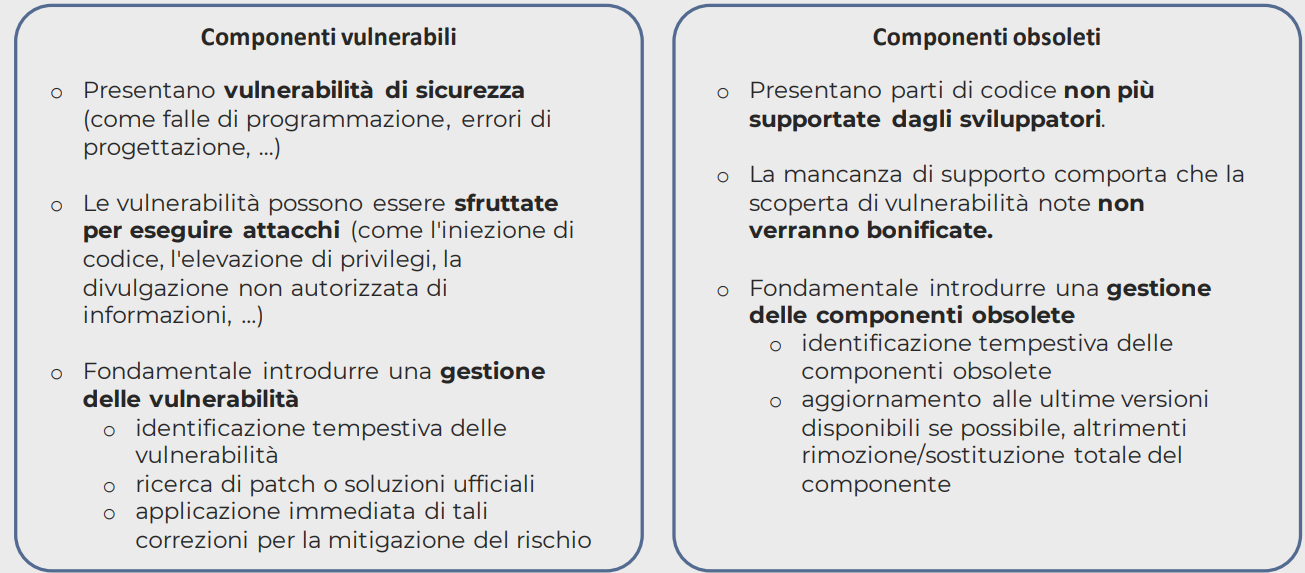 Componenti vulnerabili
o Presentano vulnerabilità di sicurezza
(come falle di programmazione, errori di
progettazione, ...)
o Le vulnerabilità possono essere sfruttate
per eseguire attacchi (come l'iniezione di
codice, l'elevazione di privilegi, la
divulgazione non autorizzata di
informazioni, ...)
o Fondamentale introdurre una gestione
delle vulnerabilità
o identificazione tempestiva delle
vulnerabilità
o ricerca di patch o soluzioni ufficiali
o applicazione immediata di tali
correzioni per la mitigazione del rischio
Componenti obsoleti
o Presentano parti di codice non più
supportate dagli sviluppatori.
o La mancanza di supporto comporta che la
scoperta di vulnerabilità note non
verranno bonificate.
o Fondamentale introdurre una gestione
delle componenti obsolete
o identificazione tempestiva delle
componenti obsolete
o aggiornamento alle ultime versioni
disponibili se possibile, altrimenti
rimozione/sostituzione totale del
componente